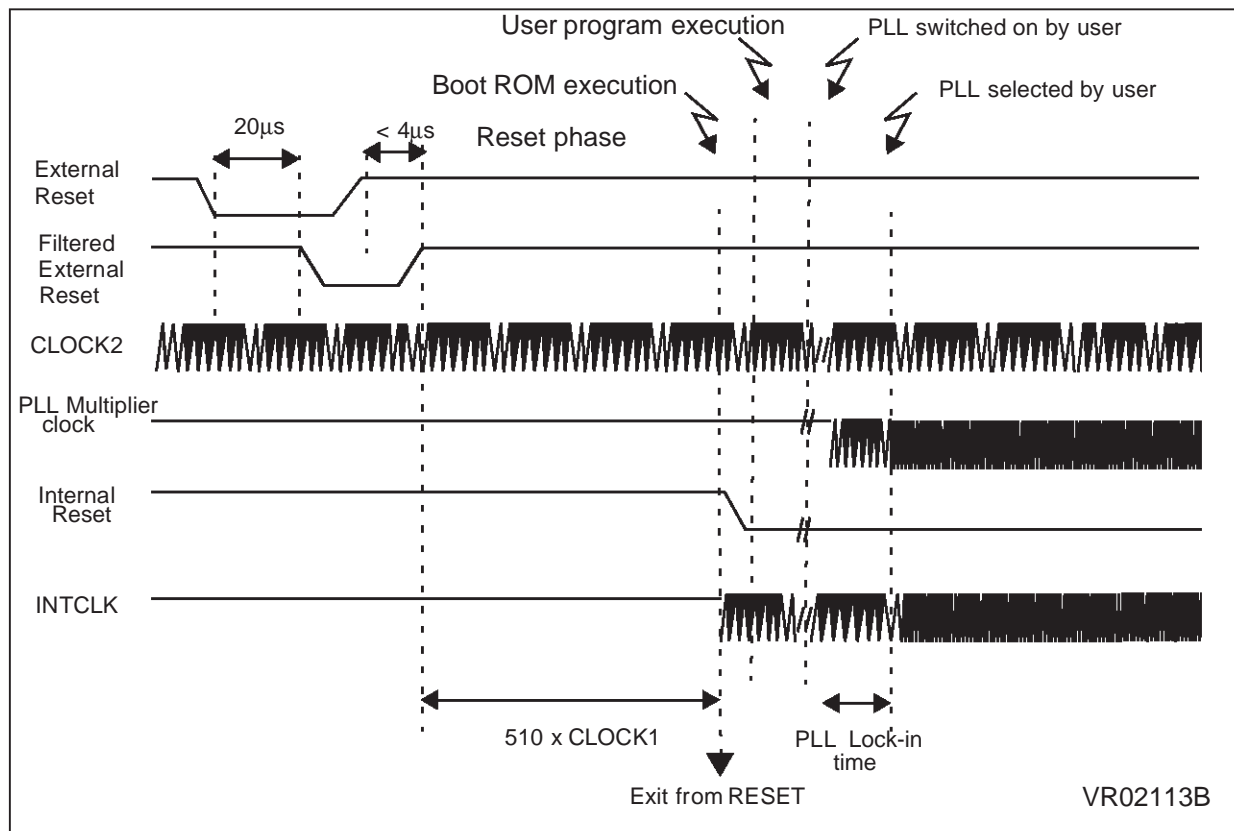 User program execution
PLL switched on by user
Boot ROM execution
PLL selected by user
20µs
< 4µs
Reset phase
External
Reset
Filtered
External
Reset
CLOCK2
PLL Multiplier
clock
Internal
Reset
INTCLK
510 x CLOCK1
PLL Lock-in
time
Exit from RESET
VR02113B